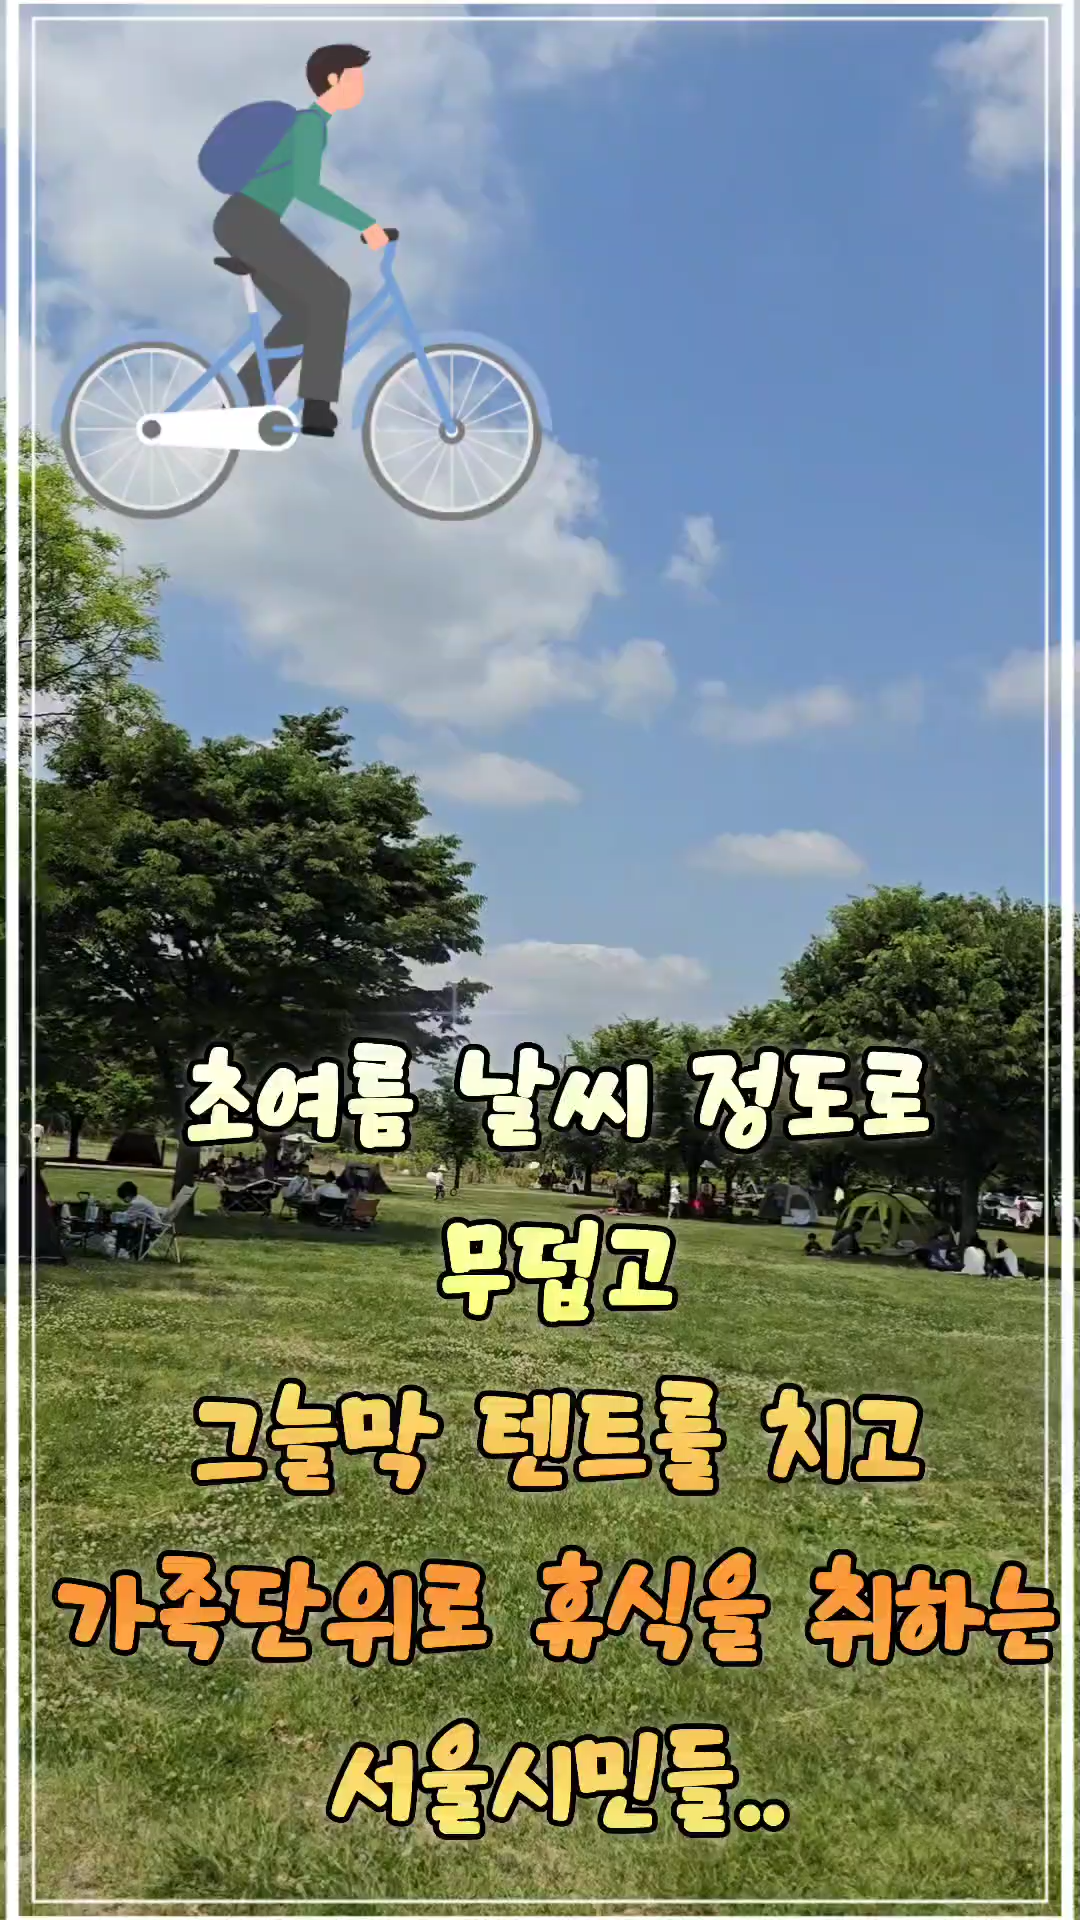 초여름 날씨 정도로
무덥고
그늘막 텐트를 치고
가족단위로 휴식을 취하는
서울시민들..